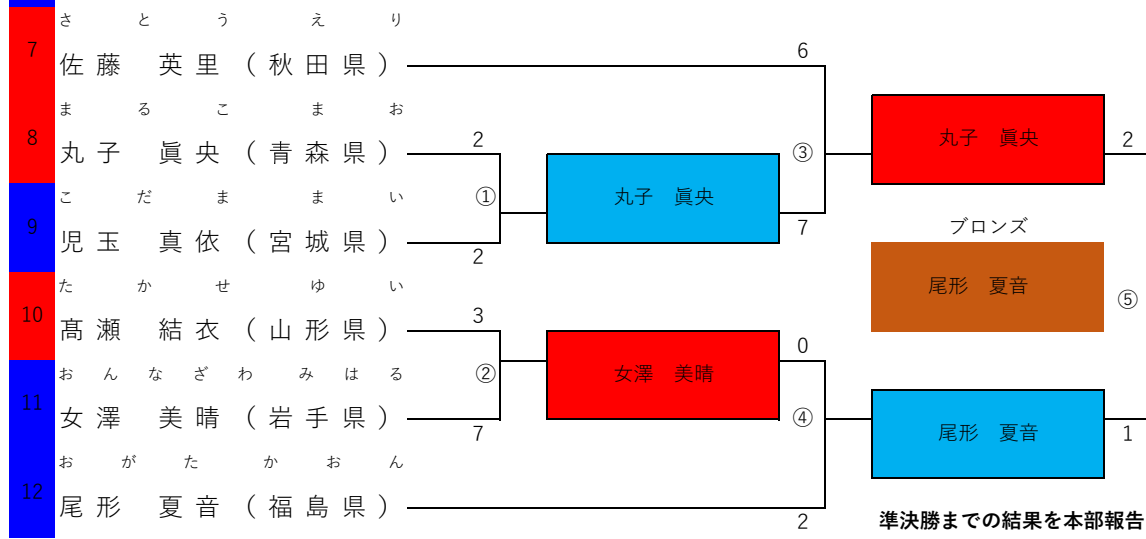 さとうえり
7 佐藤 英里(秋田県) 6
まるこまお
8 丸子 眞央(青森県) 2
① 丸子 眞央 ③ 丸子 眞央 2
こだままい
9 児玉 真依(宮城県) 2 7
ブロンズ
尾形 夏音 ⑤
たかせゆい
10 髙瀬 結衣(山形県) 3
② 女澤 美晴 0 ④
おんなざわみはる
11 女澤 美晴(岩手県) 7
尾形 夏音 1
おがたかおん
12 尾形 夏音(福島県) 2
準決勝までの結果を本部報告